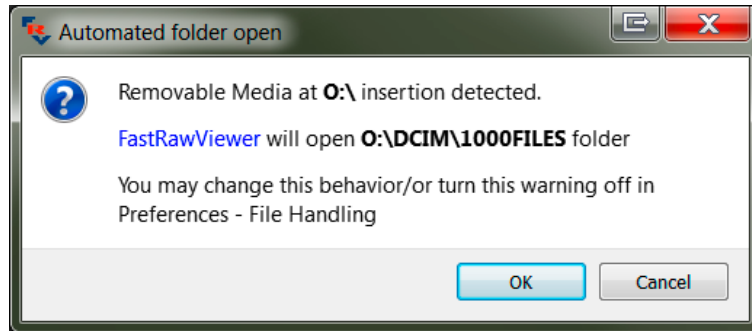 Automated folder open
Removable Media at O:\ insertion detected.
FastRawViewer will open O:\DCIM\1000FILES folder
You may change this behavior/or turn this warning off in
Preferences - File Handling
OK
Cancel